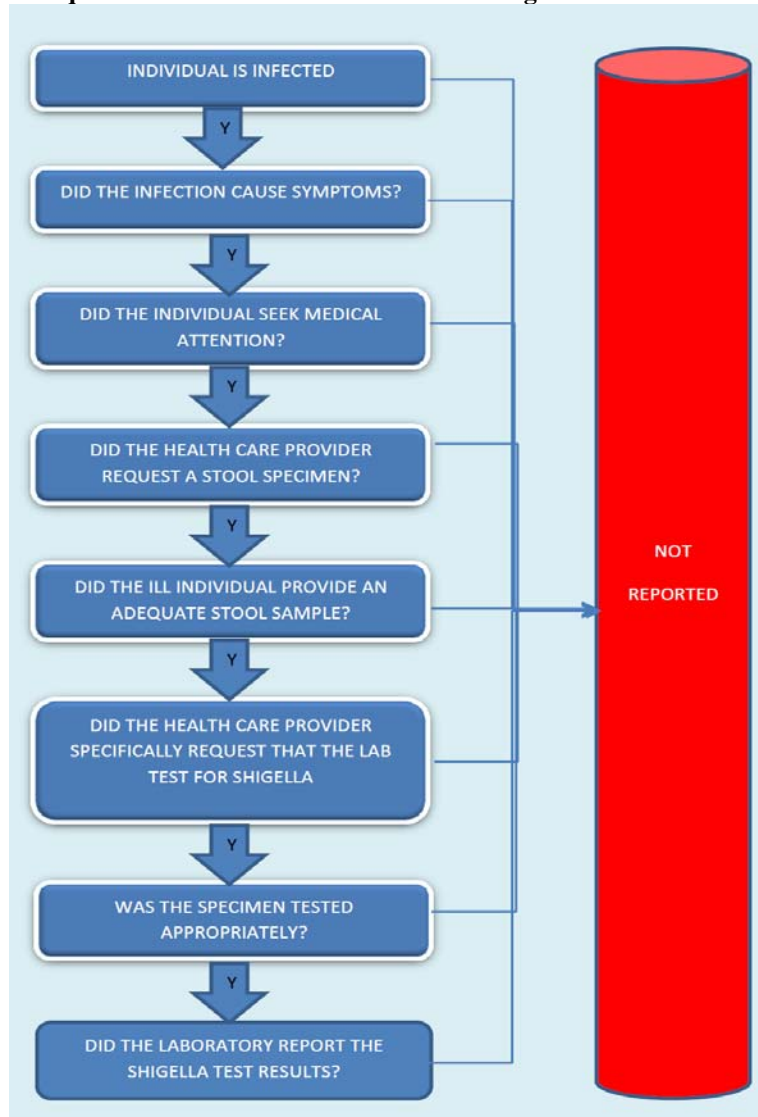 INDIVIDUAL IS INFECTED
Y
DID THE INFECTION CAUSE SYMPTOMS?
Y
DID THE INDIVIDUAL SEEK MEDICAL
ATTENTION?
Y
DID THE HEALTH CARE PROVIDER
REQUEST A STOOL SPECIMEN?
Y
DID THE ILL INDIVIDUAL PROVIDE AN
ADEQUATE STOOL SAMPLE?
Y
DID THE HEALTH CARE PROVIDER
SPECIFICALLY REQUEST THAT THE LAB
TEST FOR SHIGELLA
Y
WAS THE SPECIMEN TESTED
APPROPRIATELY?
Y
DID THE LABORATORY REPORT THE
SHIGELLA TEST RESULTS?
NOT
REPORTED